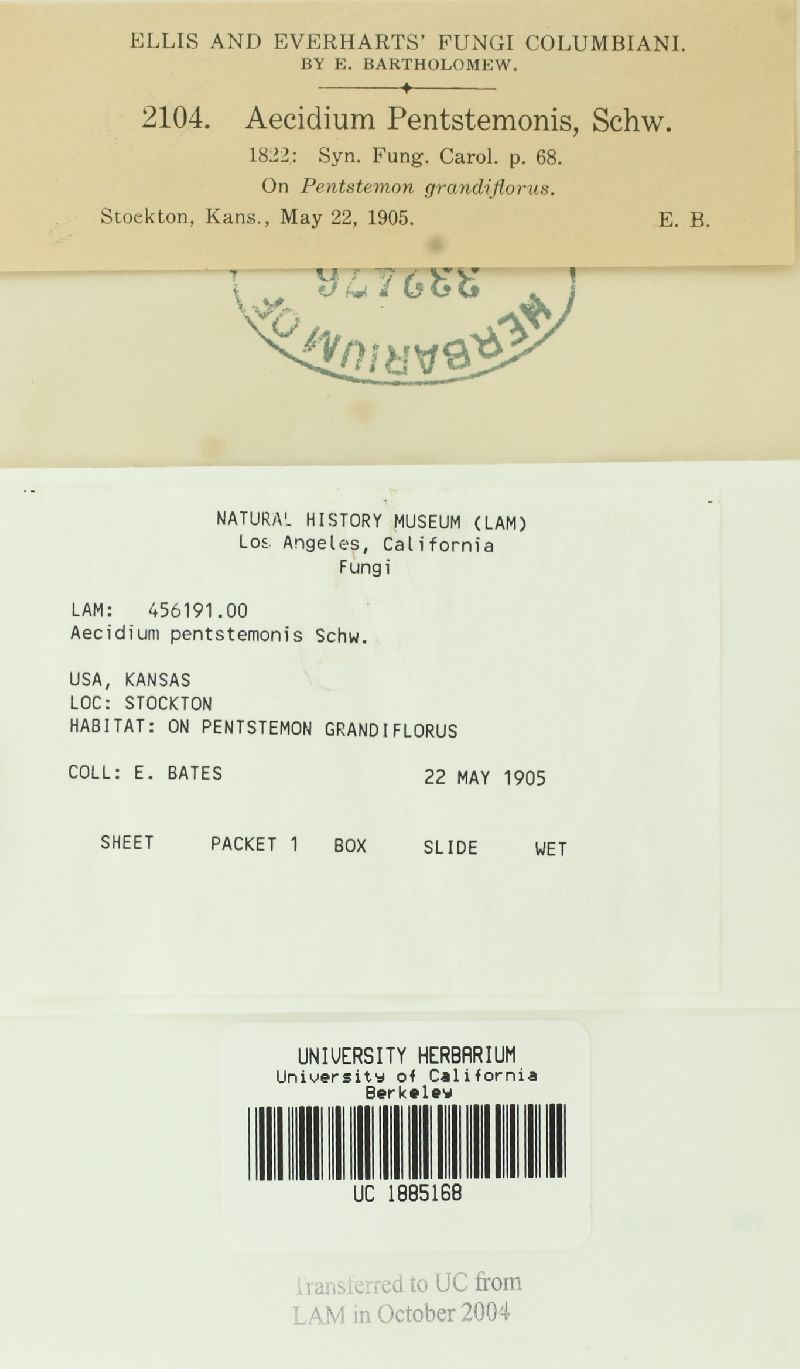 ELLIS AND EVERHARTS' FUNGI COLUMBIANI.
BY E. BARTHOLOMEW.
2104. Aecidium Pentstemonis, Schw.
1822: Syn. Fung. Carol. p. 68.
On Pentstemon grandiflorus.
Stockton, Kans., May 22, 1905. E. B.
HERBARIUM OF
NATURAL HISTORY MUSEUM (LAM)
Los Angeles, California
Fungi
LAM: 456191.00
Aecidium pentstemonis Schw.
USA, KANSAS
LOC: STOCKTON
HABITAT: ON PENTSTEMON GRANDIFLORUS
COLL: E. BATES 22 MAY 1905
SHEET PACKET 1 BOX SLIDE WET
UNIVERSITY HERBARIUM
University of California
Berkeley
UC 1885168
Transferred to UC from
LAM in October 2004